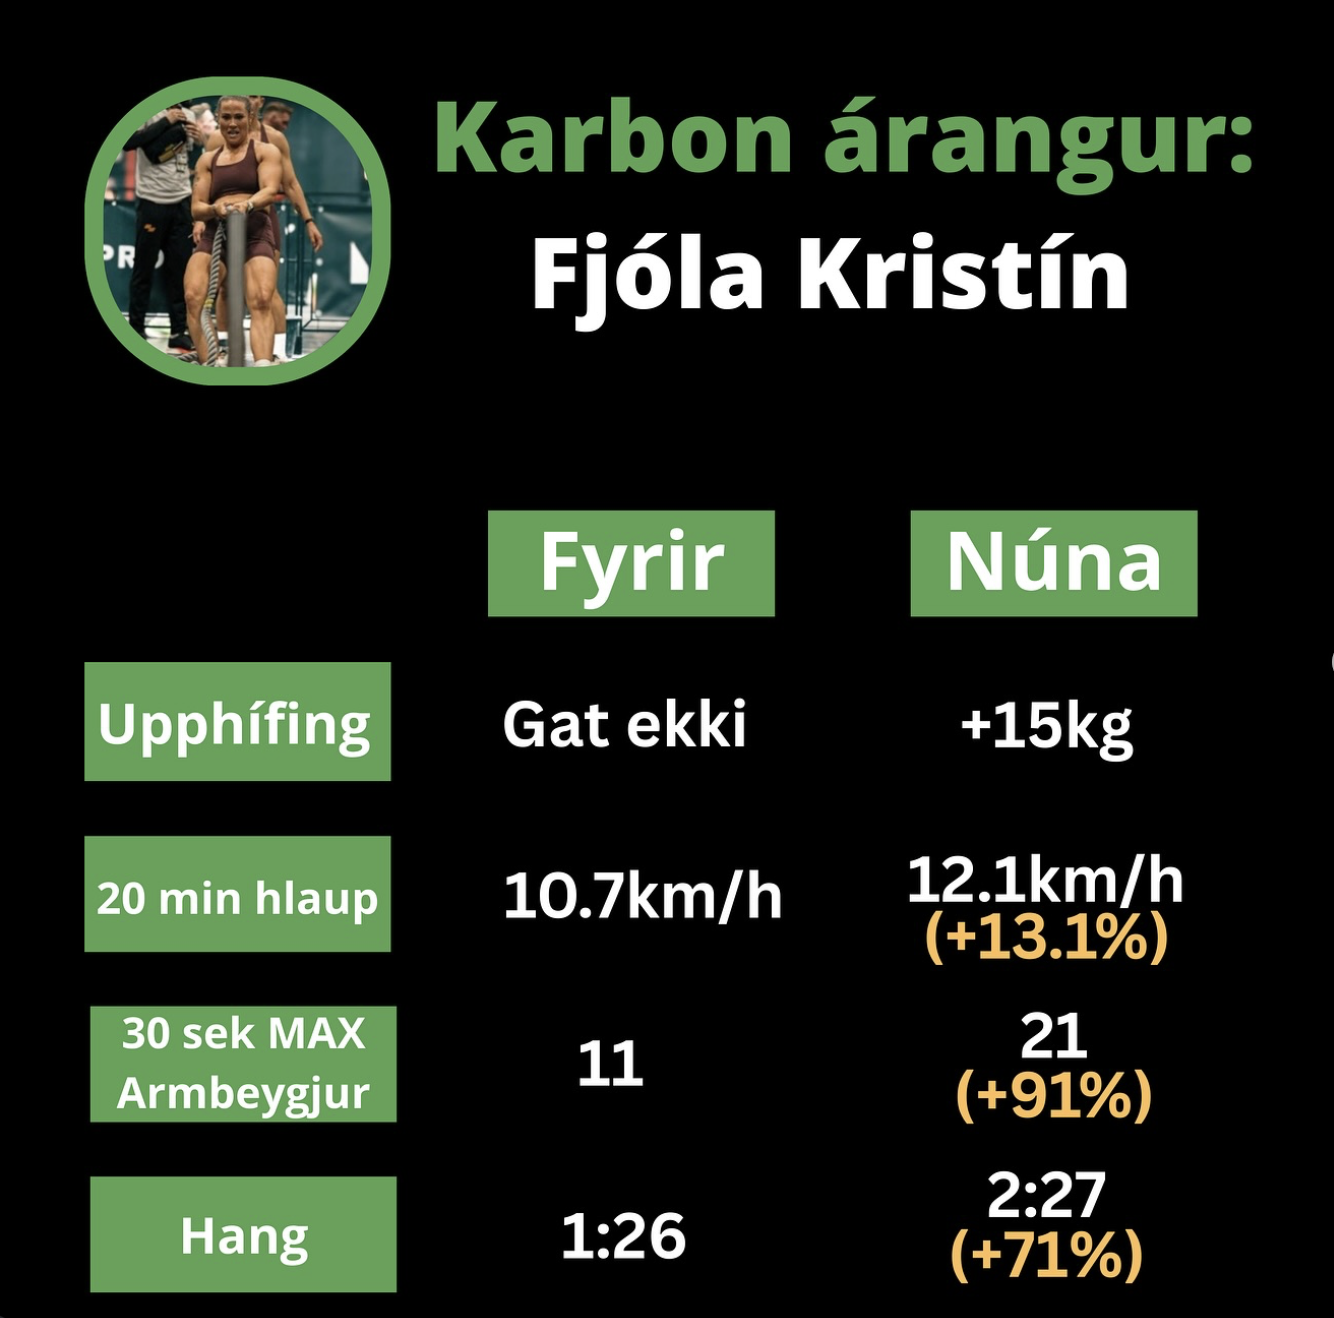 Karbon árangur:
Fjóla Kristín
Fyrir
Núna
Upphífing
Gat ekki
+15kg
20 min hlaup
10.7km/h
12.1km/h
(+13.1%)
30 sek MAX
Armbeygjur
11
21
(+91%)
Hang
1:26
2:27
(+71%)